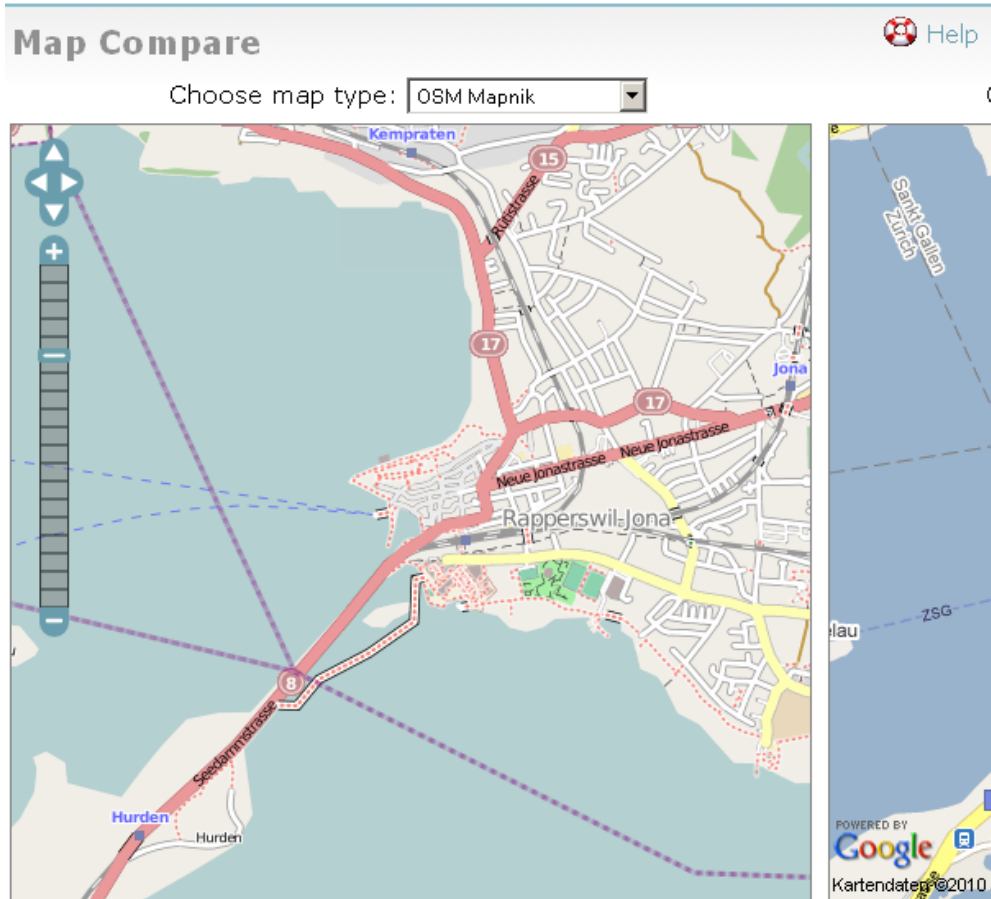 Map Compare
Help
Choose map type:
OSM Mapnik
Kempraten
15
Rütistrasse
17
Jona
17
Neue Jonastrasse
Neue Jonastrasse
Rapperswil-Jona
8
Seedammstrasse
Hurden
Hurden
Sankt Gallen
Zürich
ZSG
elau
POWERED BY
Google
Kartendaten ©2010